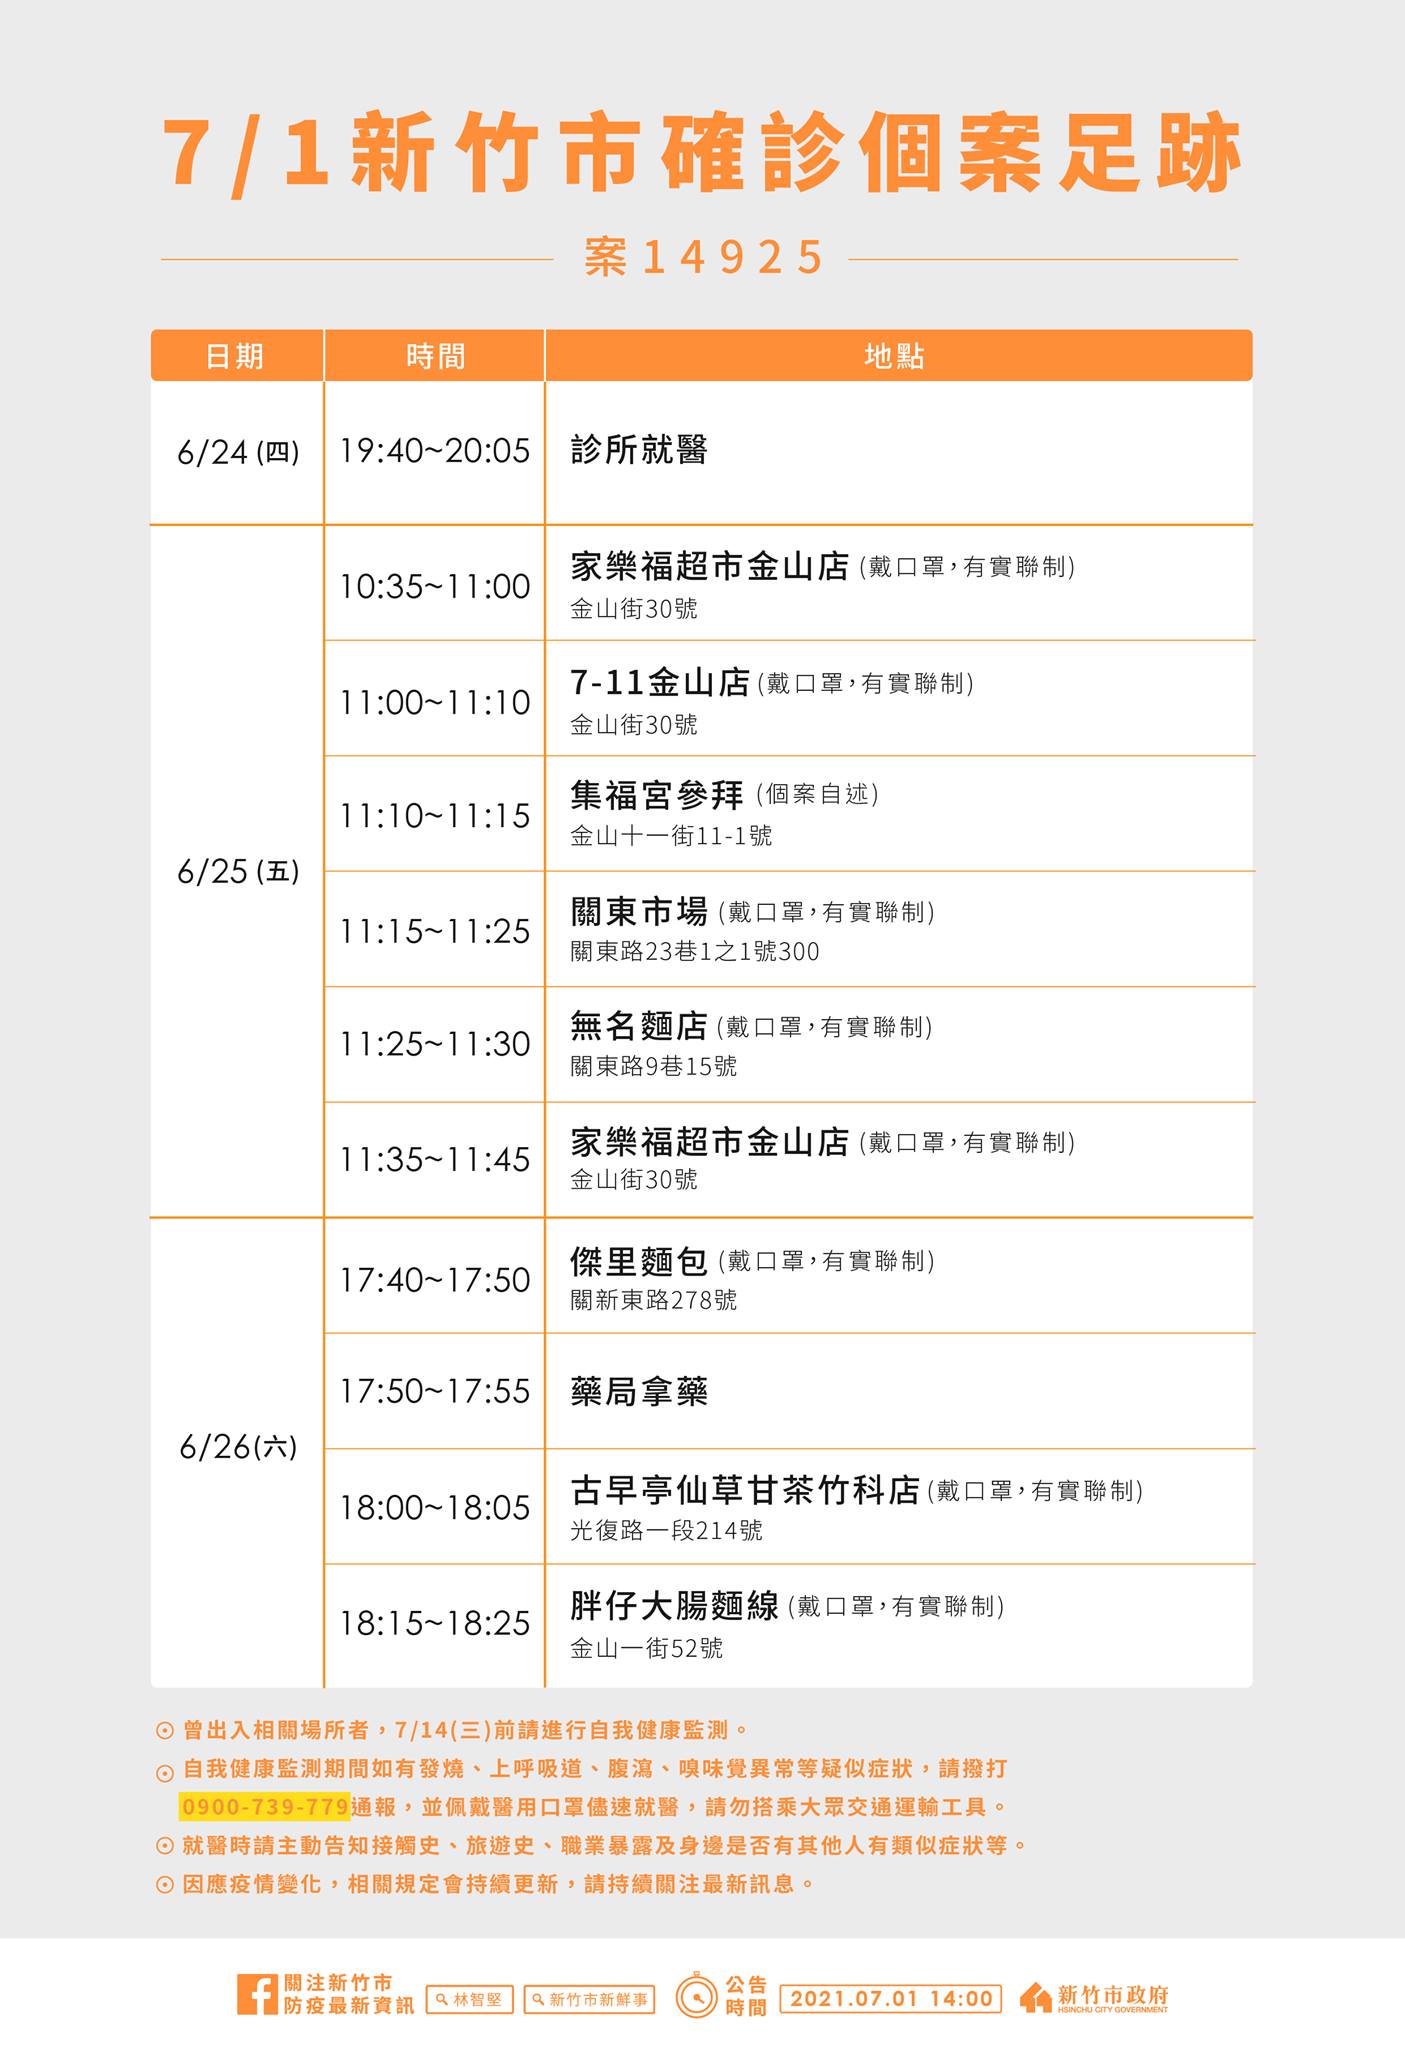 7/1新竹市確診個案足跡
案14925
日期 時間 地點
6/24 (四) 19:40~20:05 診所就醫
6/25 (五)
10:35~11:00 家樂福超市金山店 (戴口罩，有實聯制)
金山街30號
11:00~11:10 7-11金山店 (戴口罩，有實聯制)
金山街30號
11:10~11:15 集福宮參拜 (個案自述)
金山十一街11-1號
11:15~11:25 關東市場 (戴口罩，有實聯制)
關東路23巷1之1號300
11:25~11:30 無名麵店 (戴口罩，有實聯制)
關東路9巷15號
11:35~11:45 家樂福超市金山店 (戴口罩，有實聯制)
金山街30號
6/26(六)
17:40~17:50 傑里麵包 (戴口罩，有實聯制)
關新東路278號
17:50~17:55 藥局拿藥
18:00~18:05 古早亭仙草甘茶竹科店 (戴口罩，有實聯制)
光復路一段214號
18:15~18:25 胖仔大腸麵線 (戴口罩，有實聯制)
金山一街52號
⊙ 曾出入相關場所者，7/14(三)前請進行自我健康監測。
⊙ 自我健康監測期間如有發燒、上呼吸道、腹瀉、嗅味覺異常等疑似症狀，請撥打
0900-739-779通報，並佩戴醫用口罩儘速就醫，請勿搭乘大眾交通運輸工具。
⊙ 就醫時請主動告知接觸史、旅遊史、職業暴露及身邊是否有其他人有類似症狀等。
⊙ 因應疫情變化，相關規定會持續更新，請持續關注最新訊息。
關注新竹市
防疫最新資訊
林智堅
新竹市新鮮事
公告
時間
2021.07.01 14:00
新竹市政府
HSINCHU CITY GOVERNMENT